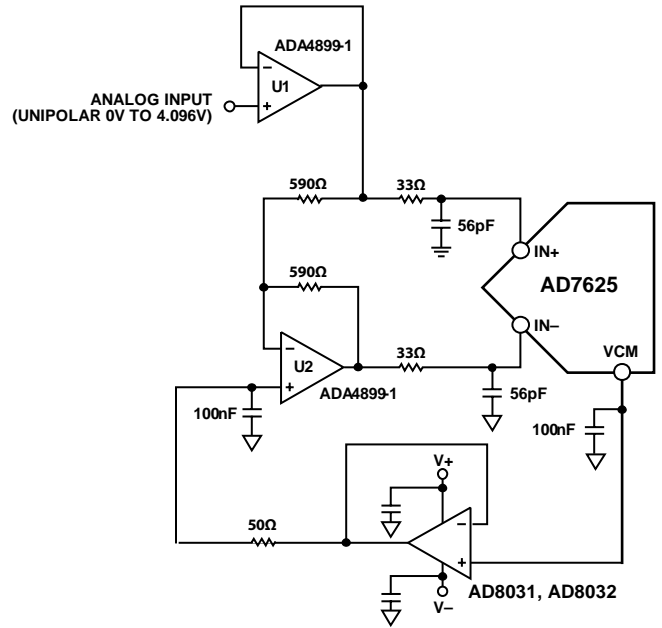 ADA4899-1
−
U1
+
ANALOG INPUT
(UNIPOLAR 0V TO 4.096V)
590Ω
33Ω
56pF
IN+
590Ω
AD7625
IN−
−
U2
+
33Ω
VCM
ADA4899-1
56pF
100nF
100nF
V+
50Ω
−
+
AD8031, AD8032
V−